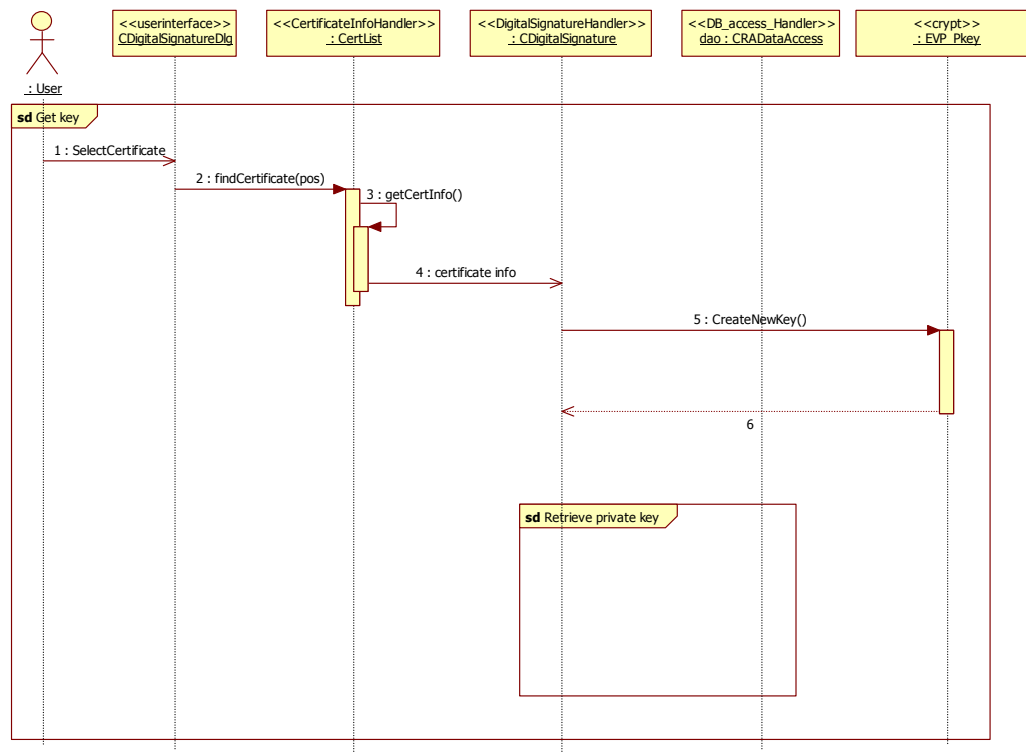 <<userinterface>>
CDigitalSignatureDlg
<<CertificateInfoHandler>>
: CertList
<<DigitalSignatureHandler>>
: CDigitalSignature
<<DB_access_Handler>>
dao : CRADataAccess
<<crypt>>
: EVP_Pkey
: User
sd Get key
1 : SelectCertificate
2 : findCertificate(pos)
3 : getCertInfo()
4 : certificate info
5 : CreateNewKey()
6
sd Retrieve private key